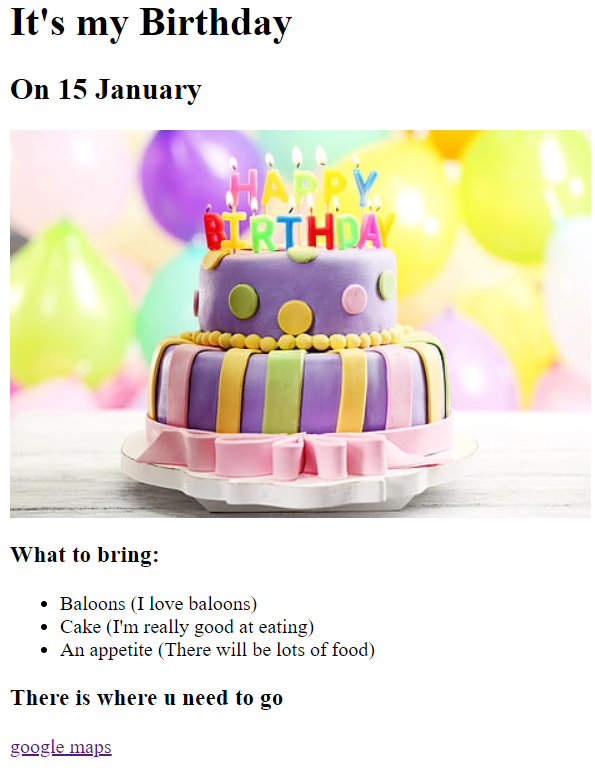 It's my Birthday
On 15 January
HAPPY
BIRTHDAY
What to bring:
Baloons (I love baloons)
Cake (I'm really good at eating)
An appetite (There will be lots of food)
There is where u need to go
google maps